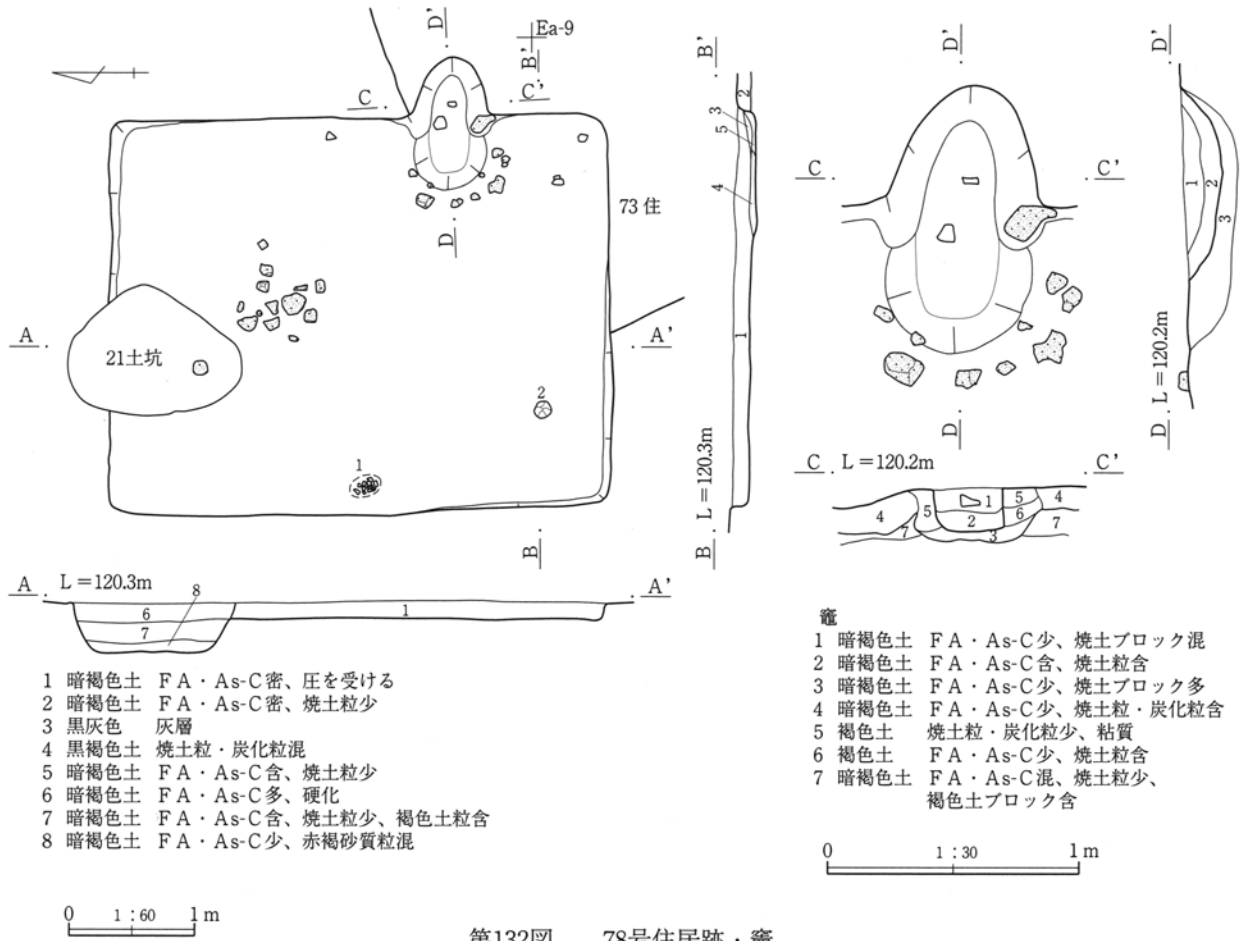 D'
Ea-9
B'
C
C'
73住
D
21土坑
A
A'
2
1
B
B'
2
3
5
4
1
B L=120.3m
D'
C
C'
D
D'
1
2
3
D L=120.2m
C L=120.2m
C'
1
2
3
4
5
6
7
5
4
7
A L=120.3m
8
A'
6
7
1
1 暗褐色土 FA・As-C密、圧を受ける
2 暗褐色土 FA・As-C密、焼土粒少
3 黒灰色 灰層
4 黒褐色土 焼土粒・炭化粒混
5 暗褐色土 FA・As-C含、焼土粒少
6 暗褐色土 FA・As-C多、硬化
7 暗褐色土 FA・As-C含、焼土粒少、褐色土粒含
8 暗褐色土 FA・As-C少、赤褐砂質粒混
0 1:60 1m
竈
1 暗褐色土 FA・As-C少、焼土ブロック混
2 暗褐色土 FA・As-C含、焼土粒含
3 暗褐色土 FA・As-C少、焼土ブロック多
4 暗褐色土 FA・As-C少、焼土粒・炭化粒含
5 褐色土 焼土粒・炭化粒少、粘質
6 褐色土 FA・As-C少、焼土粒含
7 暗褐色土 FA・As-C混、焼土粒少、
褐色土ブロック含
0 1:30 1m
第132図 78号住居跡・竈